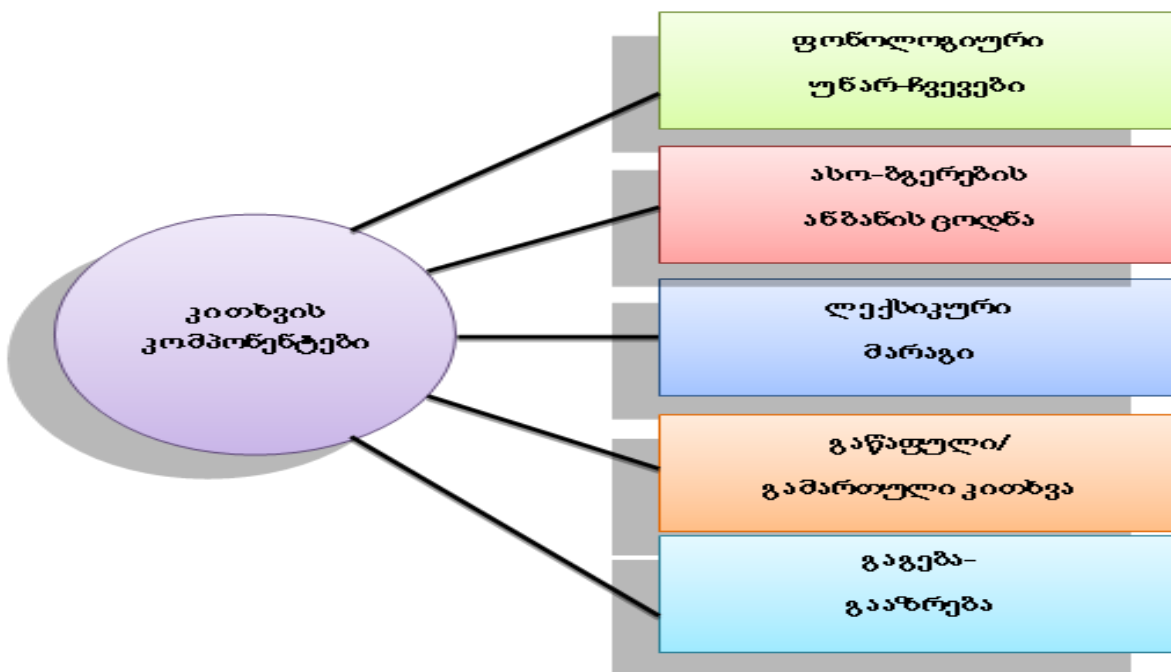 კითხვის
კომპონენტები
ფონოლოგიური
უნარ-ჩვევები
ასო-ბგერების
ანბანის ცოდნა
ლექსიკური
მარაგი
გაწაფული/
გამართული კითხვა
გაგება-
გააზრება